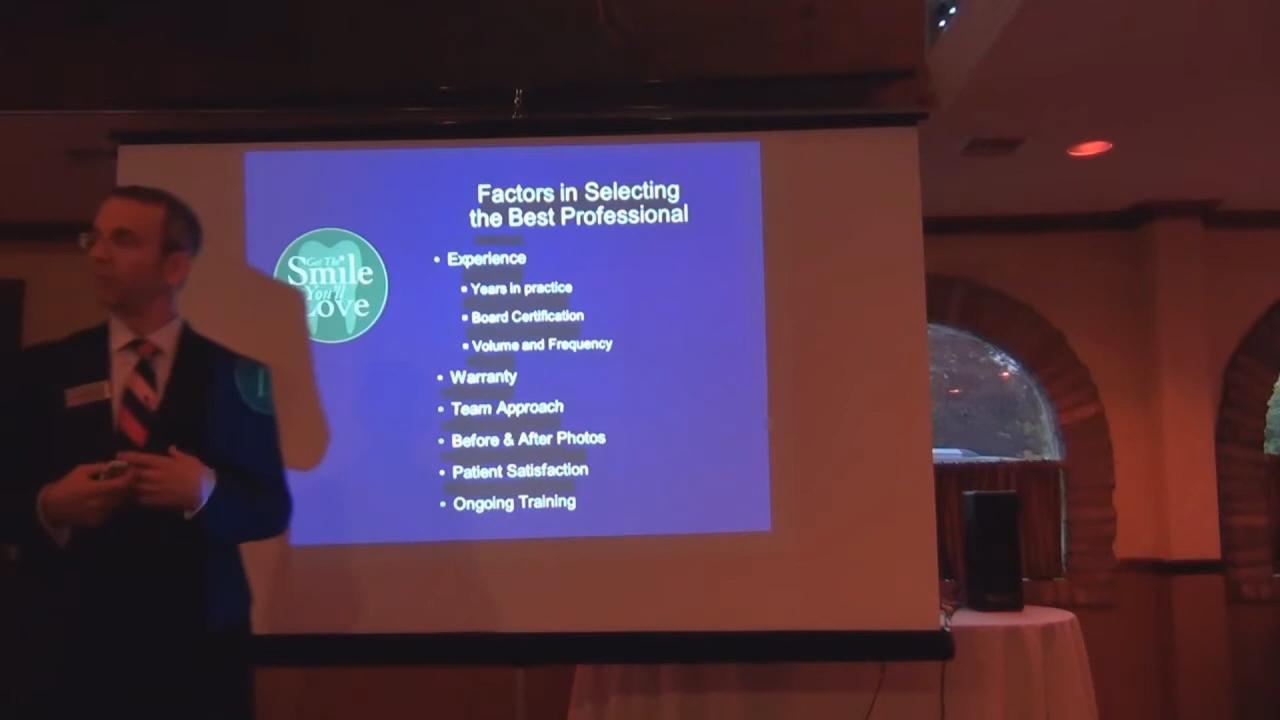 Factors in Selecting
the Best Professional
Get The
Smile
You'll
Love
• Experience
▪ Years in practice
▪ Board Certification
▪ Volume and Frequency
• Warranty
• Team Approach
• Before & After Photos
• Patient Satisfaction
• Ongoing Training